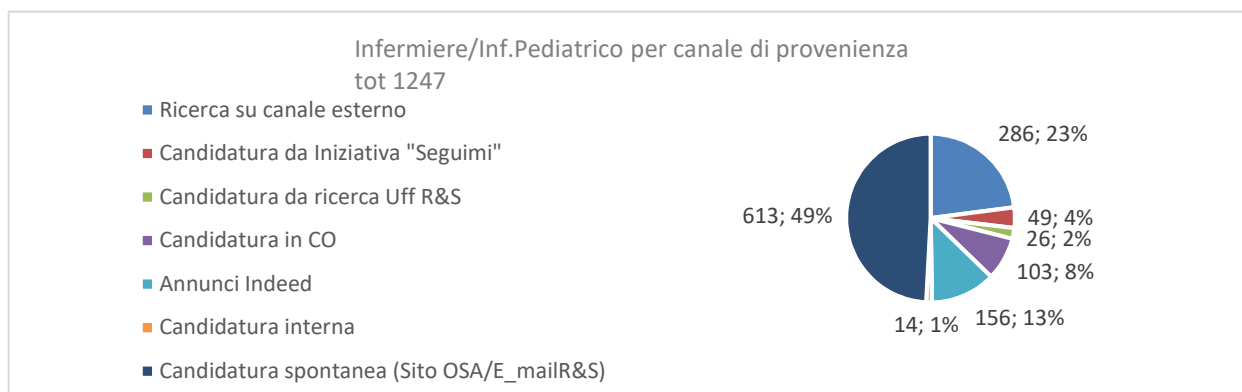 Infermiere/Inf.Pediatrico per canale di provenienza
tot 1247
Ricerca su canale esterno
Candidatura da Iniziativa "Seguimi"
Candidatura da ricerca Uff R&S
Candidatura in CO
Annunci Indeed
Candidatura interna
Candidatura spontanea (Sito OSA/E_mailR&S)
286; 23%
49; 4%
26; 2%
103; 8%
156; 13%
14; 1%
613; 49%